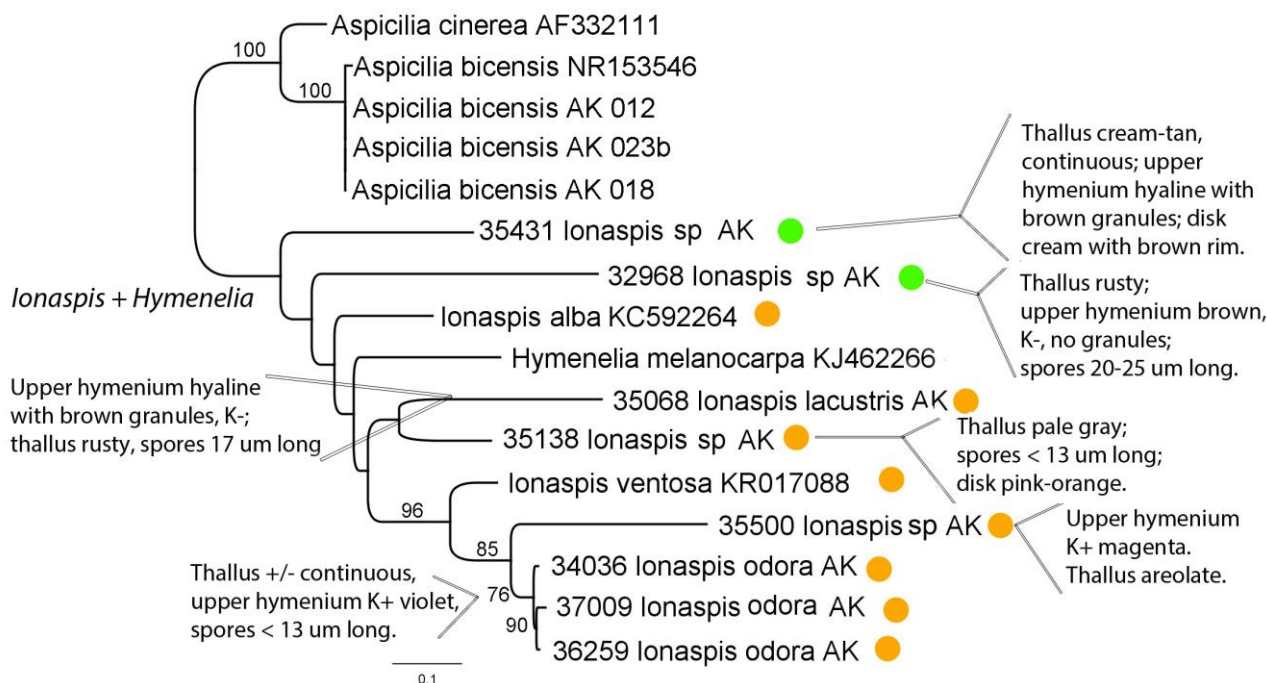 Aspicilia cinerea AF332111
100
Aspicilia bicensis NR153546
100
Aspicilia bicensis AK 012
Aspicilia bicensis AK 023b
Aspicilia bicensis AK 018
35431 Ionaspis sp AK
Thallus cream-tan,
continuous; upper
hymenium hyaline with
brown granules; disk
cream with brown rim.
Ionaspis + Hymenelia
32968 Ionaspis sp AK
Thallus rusty;
upper hymenium brown,
K-, no granules;
spores 20-25 um long.
Ionaspis alba KC592264
Hymenelia melanocarpa KJ462266
Upper hymenium hyaline
with brown granules, K-;
thallus rusty, spores 17 um long
35068 Ionaspis lacustris AK
35138 Ionaspis sp AK
Thallus pale gray;
spores < 13 um long;
disk pink-orange.
Ionaspis ventosa KR017088
96
35500 Ionaspis sp AK
Upper hymenium
K+ magenta.
Thallus areolate.
85
34036 Ionaspis odora AK
Thallus +/- continuous,
upper hymenium K+ violet,
spores < 13 um long.
76
37009 Ionaspis odora AK
90
36259 Ionaspis odora AK
0.1